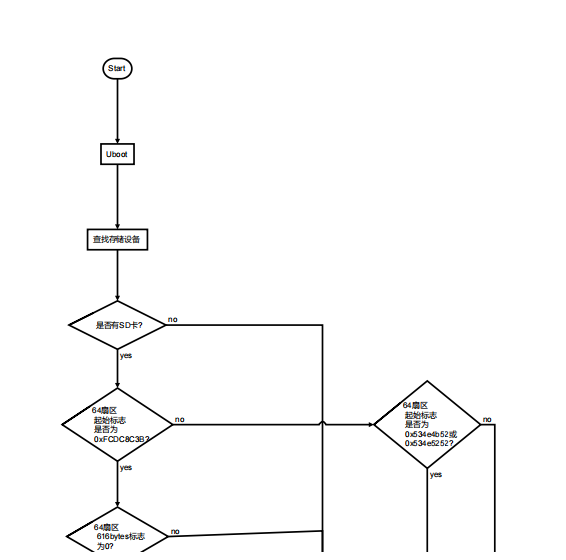 Start
Uboot
查找存储设备
是否有SD卡?
no
yes
64扇区
起始标志
是否为
0xFCDC8C3B?
no
yes
64扇区
起始标志
是否为
0x534e4b52或
0x534e5252?
no
yes
64扇区
616bytes标志
为0?
no